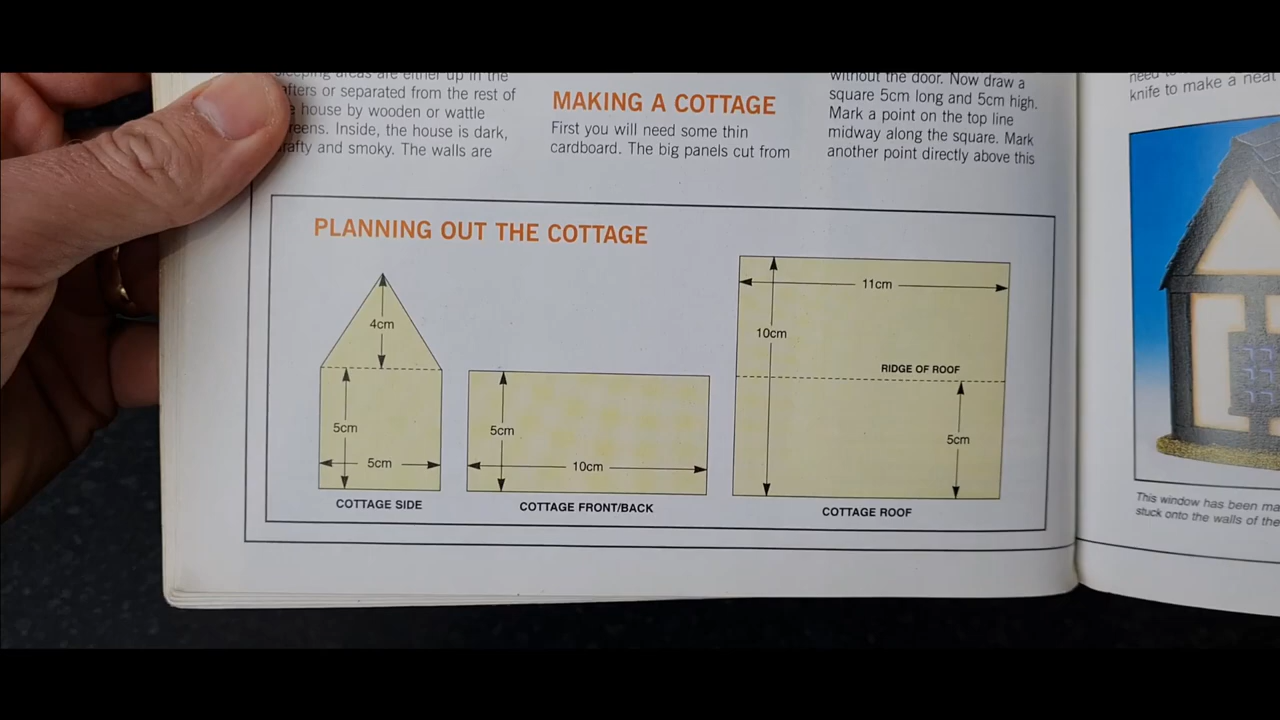 areas are either up in the
or separated from the rest of
house by wooden or wattle
Inside, the house is dark,
and smoky. The walls are
MAKING A COTTAGE
First you will need some thin
cardboard. The big panels cut from
without the door. Now draw a
square 5cm long and 5cm high.
Mark a point on the top line
midway along the square. Mark
another point directly above this
need
knife to make a neat
PLANNING OUT THE COTTAGE
4cm
5cm
5cm
COTTAGE SIDE
5cm
10cm
COTTAGE FRONT/BACK
11cm
10cm
RIDGE OF ROOF
5cm
COTTAGE ROOF
This window has been
stuck onto the walls of the